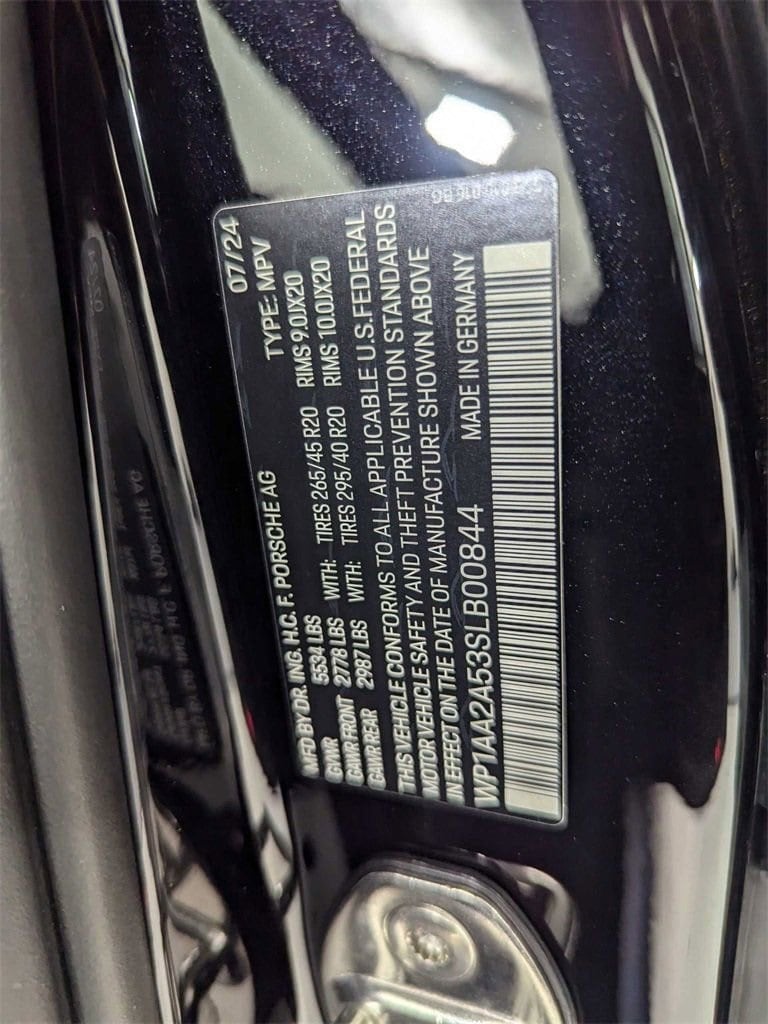 07/24
MFD BY DR. ING. H.C. F. PORSCHE AG TYPE: MPV
GVWR 5534 LBS
GAWR FRONT 2778 LBS WITH: TIRES 265/45 R20 RIMS 9.0JX20
GAWR REAR 2987 LBS WITH: TIRES 295/40 R20 RIMS 10.0JX20
THIS VEHICLE CONFORMS TO ALL APPLICABLE U.S. FEDERAL
MOTOR VEHICLE SAFETY AND THEFT PREVENTION STANDARDS
IN EFFECT ON THE DATE OF MANUFACTURE SHOWN ABOVE
WP1AA2A53SLB00844 MADE IN GERMANY